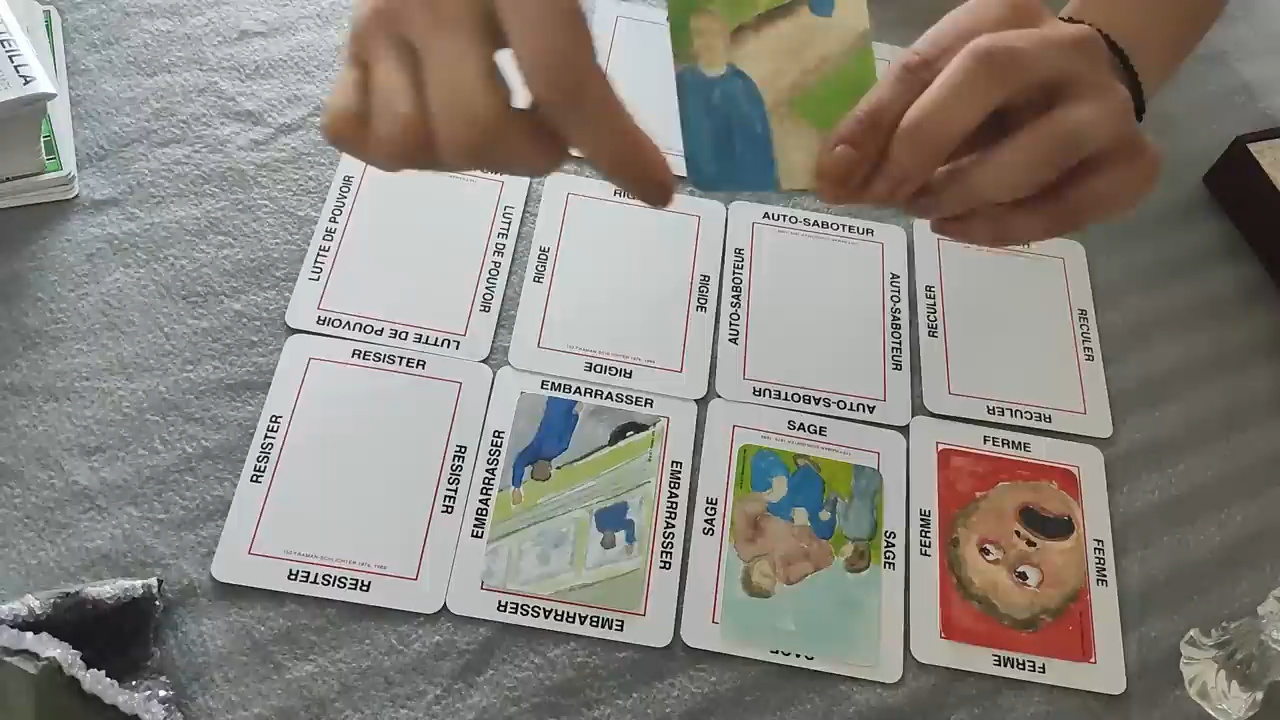 TEILLA
LUTTE DE POUVOIR
LUTTE DE POUVOIR
LUTTE DE POUVOIR
RIGIDE
RIGIDE
RIGIDE
AUTO-SABOTEUR
AUTO-SABOTEUR
AUTO-SABOTEUR
AUTO-SABOTEUR
RECULER
RECULER
RECULER
RESISTER
RESISTER
RESISTER
RESISTER
EMBARRASSER
EMBARRASSER
EMBARRASSER
EMBARRASSER
SAGE
SAGE
SAGE
FERME
FERME
FERME
FERME